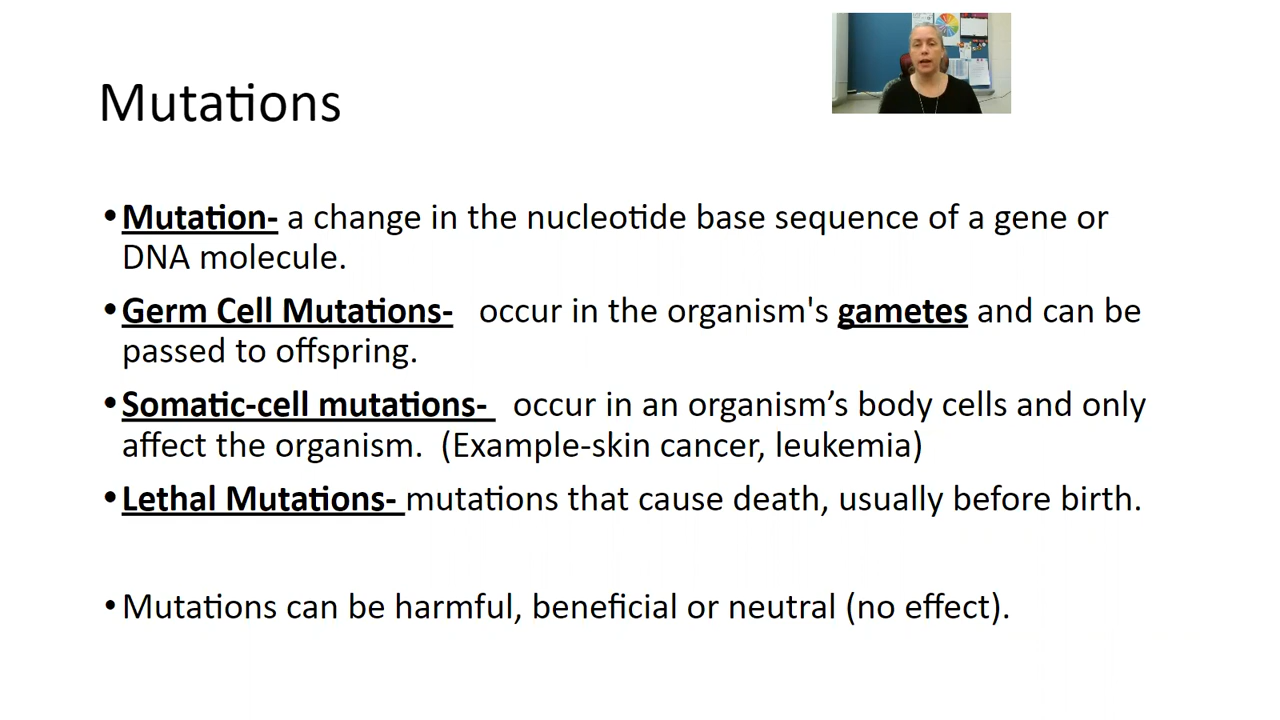 Mutations
•Mutation- a change in the nucleotide base sequence of a gene or
DNA molecule.
•Germ Cell Mutations- occur in the organism's gametes and can be
passed to offspring.
•Somatic-cell mutations- occur in an organism’s body cells and only
affect the organism. (Example-skin cancer, leukemia)
•Lethal Mutations- mutations that cause death, usually before birth.
•Mutations can be harmful, beneficial or neutral (no effect).